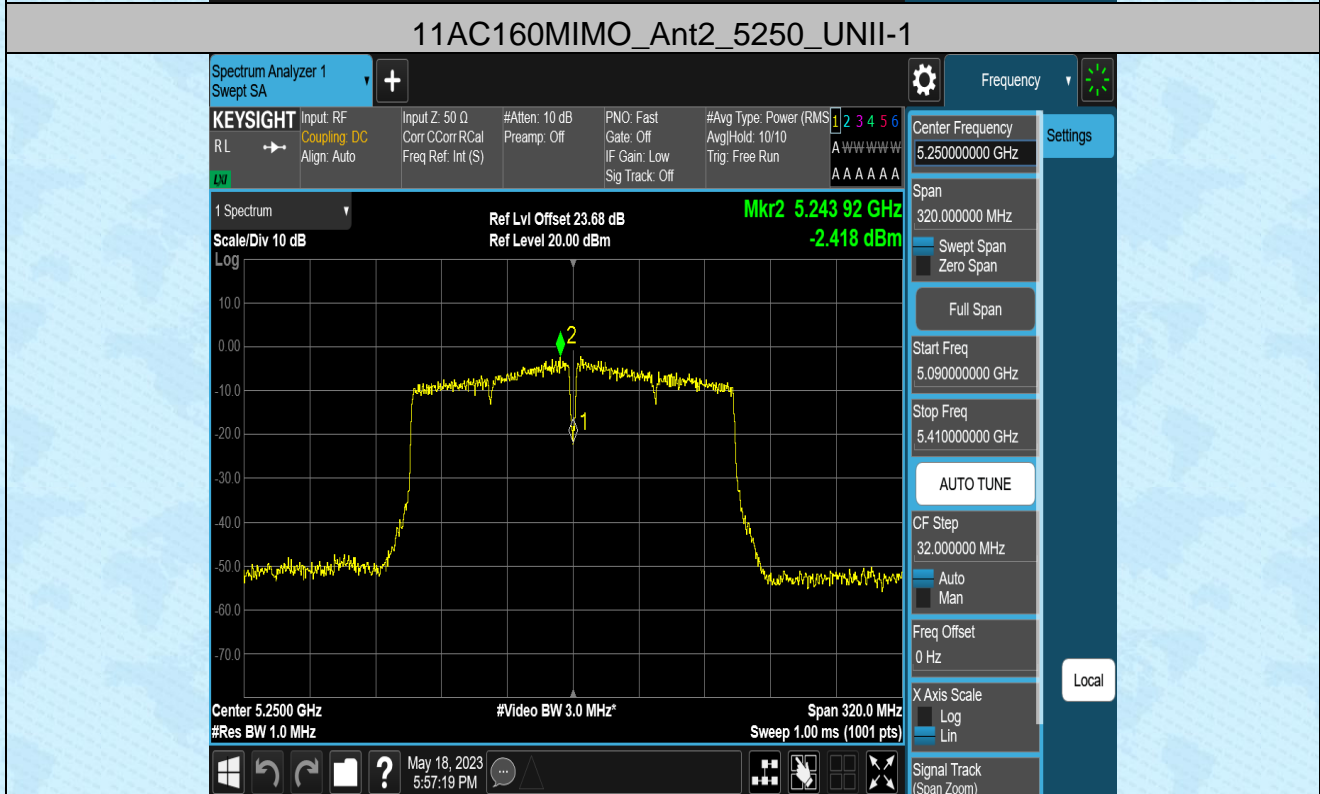 11AC160MIMO_Ant2_5250_UNII-1
Spectrum Analyzer 1
Swept SA
Frequency
KEYSIGHT
RL
LXI
Input: RF
Coupling: DC
Align: Auto
Input Z: 50 Ω
Corr CCorr RCal
Freq Ref: Int (S)
#Atten: 10 dB
Preamp: Off
PNO: Fast
Gate: Off
IF Gain: Low
Sig Track: Off
#Avg Type: Power (RMS
Avg|Hold: 10/10
Trig: Free Run
1 2 3 4 5 6
A W W W W W
A A A A A A
1 Spectrum
Scale/Div 10 dB
Log
Ref Lvl Offset 23.68 dB
Ref Level 20.00 dBm
Mkr2 5.243 92 GHz
-2.418 dBm
10.0
0.00
-10.0
-20.0
-30.0
-40.0
-50.0
-60.0
-70.0
2
1
Center 5.2500 GHz
#Res BW 1.0 MHz
#Video BW 3.0 MHz*
Span 320.0 MHz
Sweep 1.00 ms (1001 pts)
Center Frequency
5.250000000 GHz
Settings
Span
320.000000 MHz
Swept Span
Zero Span
Full Span
Start Freq
5.090000000 GHz
Stop Freq
5.410000000 GHz
AUTO TUNE
CF Step
32.000000 MHz
Auto
Man
Freq Offset
0 Hz
X Axis Scale
Log
Lin
Local
Signal Track
(Span Zoom)
?
May 18, 2023
5:57:19 PM